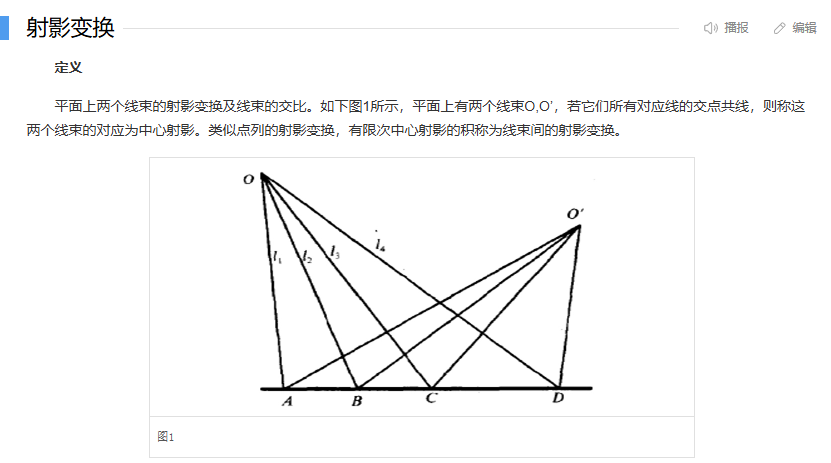 射影变换
播报
编辑
定义
平面上两个线束的射影变换及线束的交比。如下图1所示，平面上有两个线束O,O'，若它们所有对应线的交点共线，则称这
两个线束的对应为中心射影。类似点列的射影变换，有限次中心射影的积称为线束间的射影变换。
O
O'
l₁ l₂ l₃ l₄
A B C D
图1